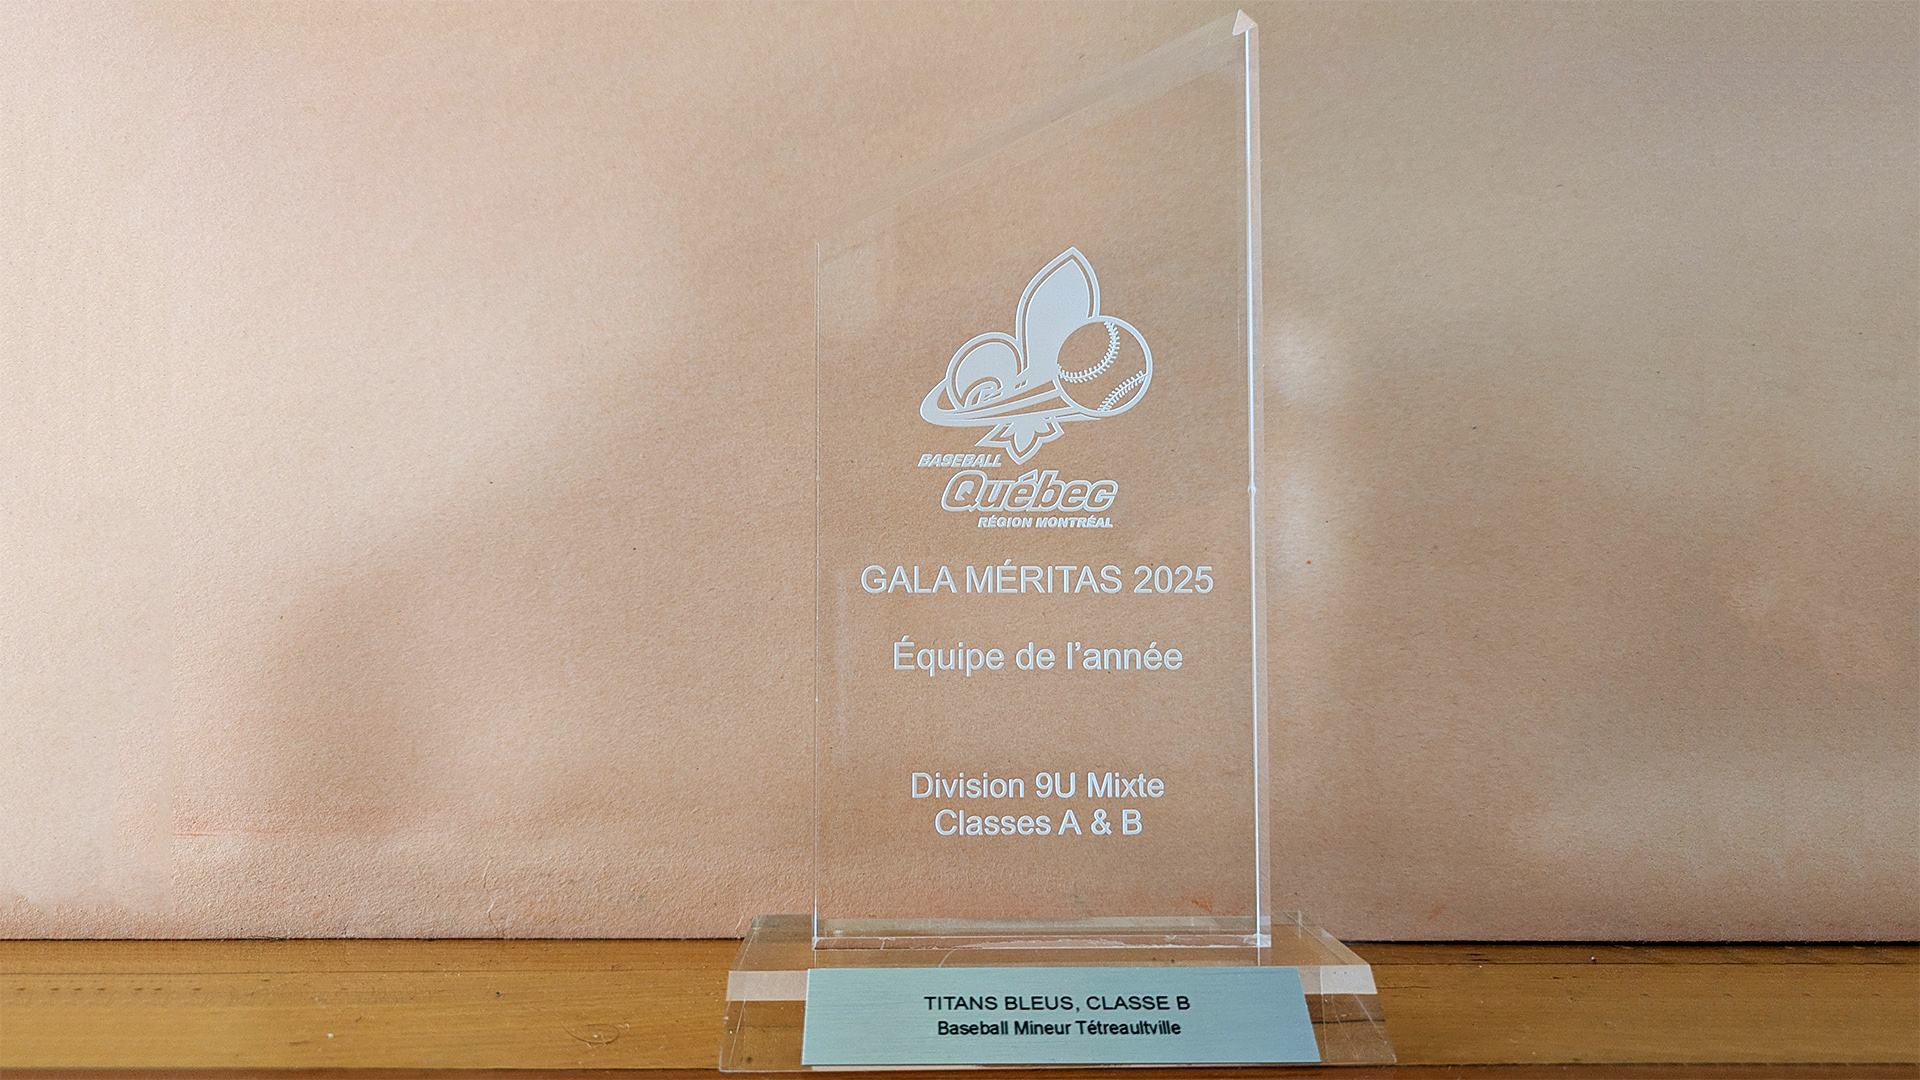 BASEBALL
Québec
RÉGION MONTRÉAL
GALA MÉRITAS 2025
Équipe de l'année
Division 9U Mixte
Classes A & B
TITANS BLEUS, CLASSE B
Baseball Mineur Tétreaultville